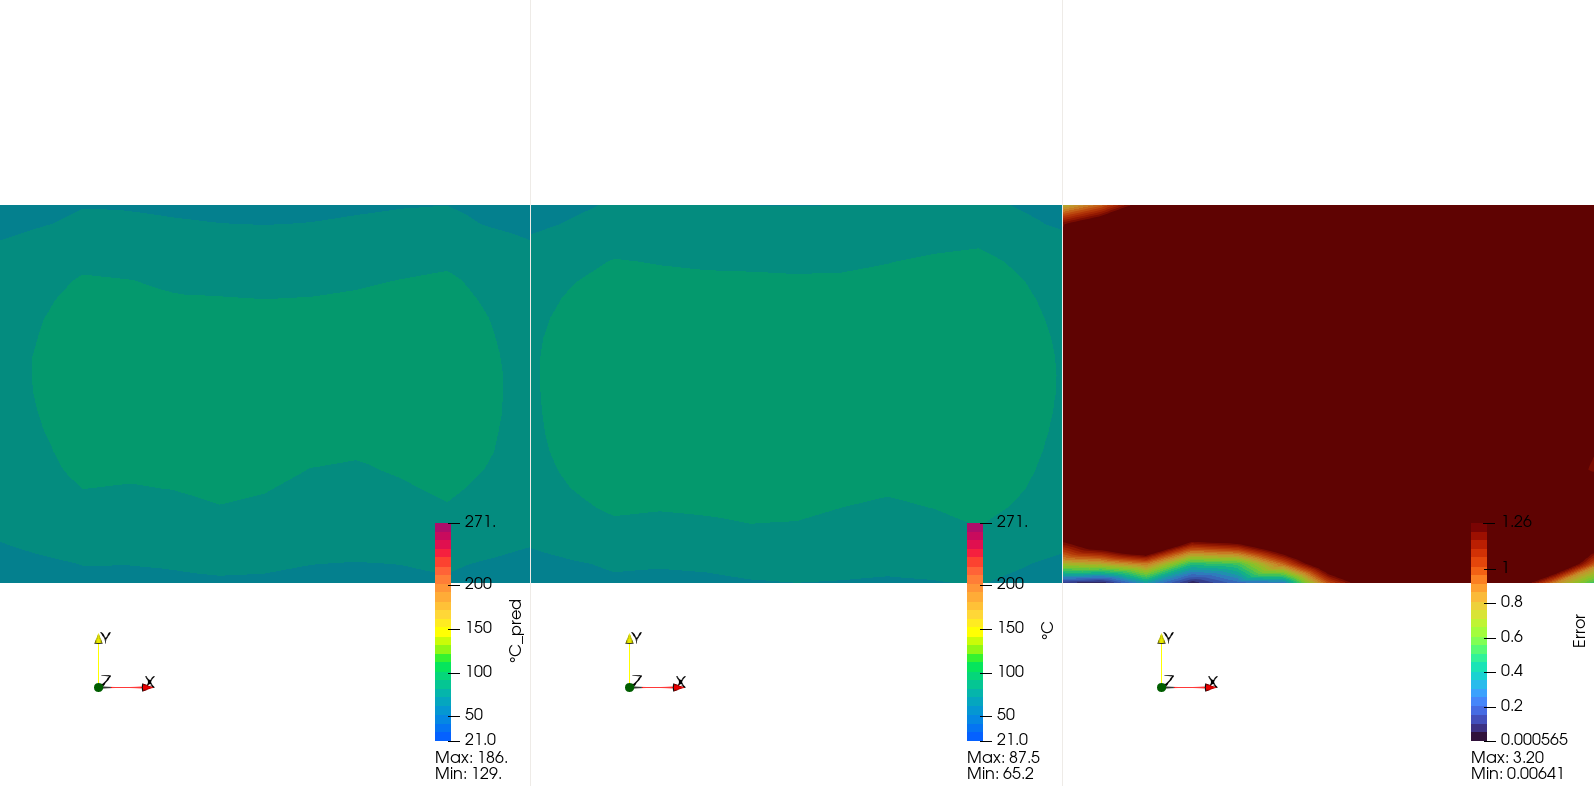 271.
200
150
100
50
21.0
°C_pred
Max: 186.
Min: 129.
Y
Z
X
271.
200
150
100
50
21.0
°C
Max: 87.5
Min: 65.2
Y
Z
X
1.26
1
0.8
0.6
0.4
0.2
0.000565
Error
Max: 3.20
Min: 0.00641
Y
Z
X